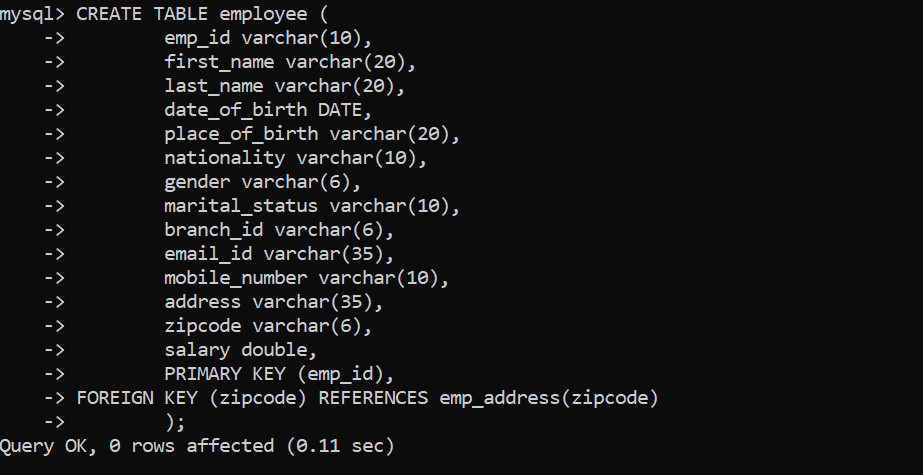 mysql> CREATE TABLE employee (
    ->         emp_id varchar(10),
    ->         first_name varchar(20),
    ->         last_name varchar(20),
    ->         date_of_birth DATE,
    ->         place_of_birth varchar(20),
    ->         nationality varchar(10),
    ->         gender varchar(6),
    ->         marital_status varchar(10),
    ->         branch_id varchar(6),
    ->         email_id varchar(35),
    ->         mobile_number varchar(10),
    ->         address varchar(35),
    ->         zipcode varchar(6),
    ->         salary double,
    ->         PRIMARY KEY (emp_id),
    -> FOREIGN KEY (zipcode) REFERENCES emp_address(zipcode)
    ->         );
Query OK, 0 rows affected (0.11 sec)